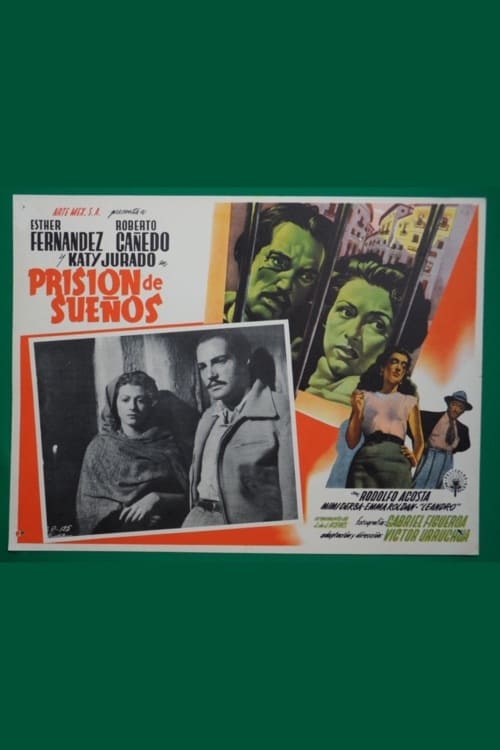 ARTE MEX, S.A. presenta a
ESTHER FERNANDEZ
ROBERTO CAÑEDO
y KATY JURADO en
PRISION de
SUEÑOS
con RODOLFO ACOSTA
MIMI DERBA-EMMA ROLDAN-"LEANDRO"
fotografía: GABRIEL FIGUEROA
adaptación y dirección: VICTOR URRUCHUA